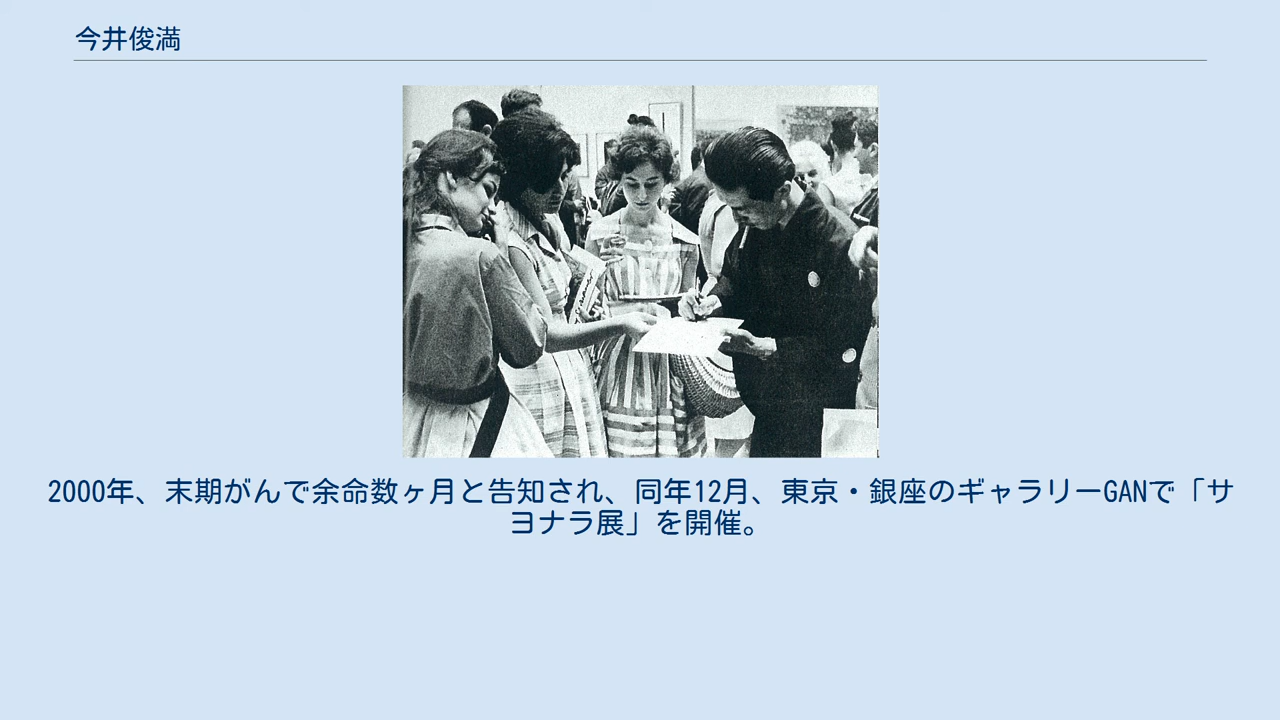 今井俊満
2000年、末期がんで余命数ヶ月と告知され、同年12月、東京・銀座のギャラリーGANで「サ
ヨナラ展」を開催。